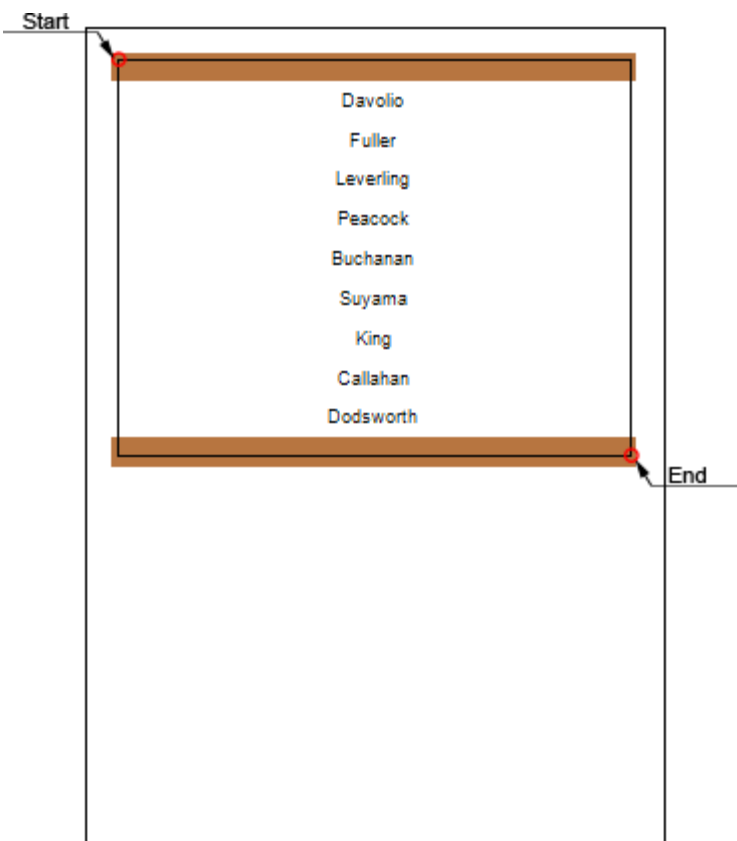 Start
Davolio
Fuller
Leverling
Peacock
Buchanan
Suyama
King
Callahan
Dodsworth
End